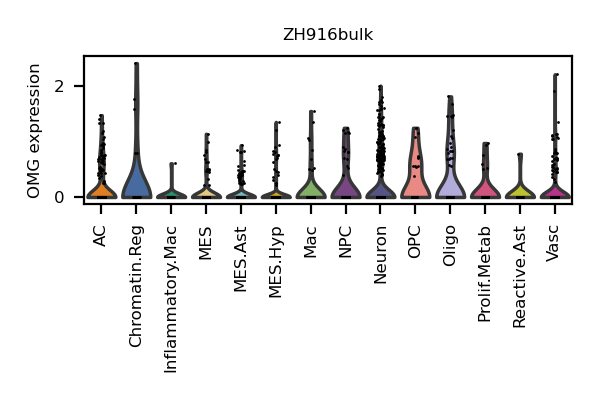 ZH916bulk
OMG expression
2
0
AC
Chromatin.Reg
Inflammatory.Mac
MES
MES.Ast
MES.Hyp
Mac
NPC
Neuron
OPC
Oligo
Prolif.Metab
Reactive.Ast
Vasc